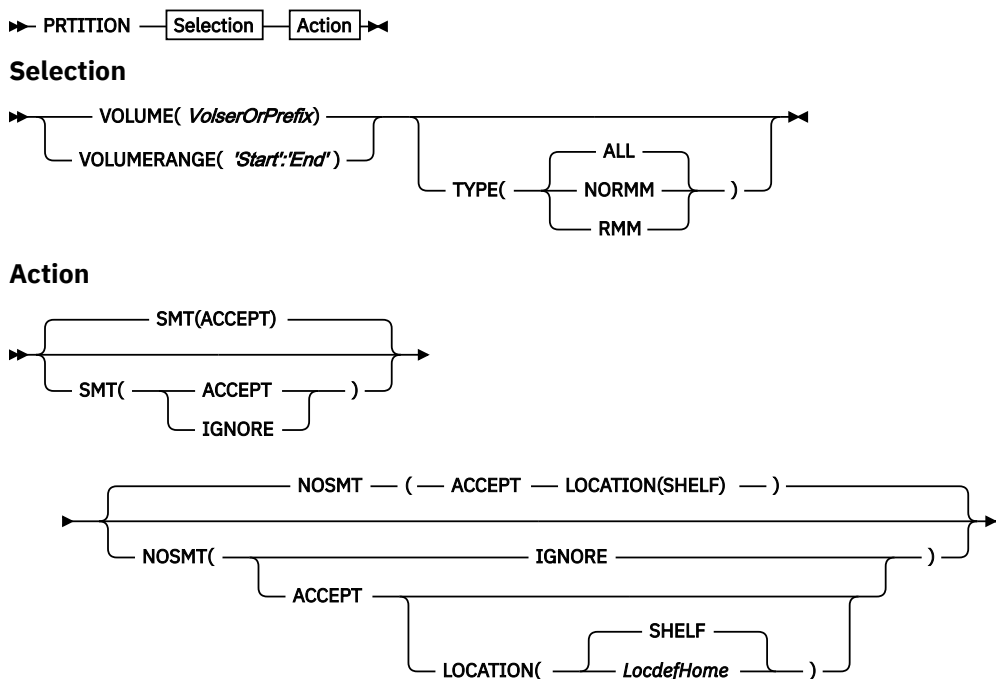 PRTITION Selection Action
Selection
VOLUME( VolserOrPrefix)
VOLUMERANGE( 'Start':'End' )
ALL
TYPE( NORMM )
RMM
Action
SMT(ACCEPT)
SMT( ACCEPT )
IGNORE
NOSMT ( ACCEPT LOCATION(SHELF) )
NOSMT( IGNORE )
ACCEPT
SHELF
LOCATION( LocdefHome )